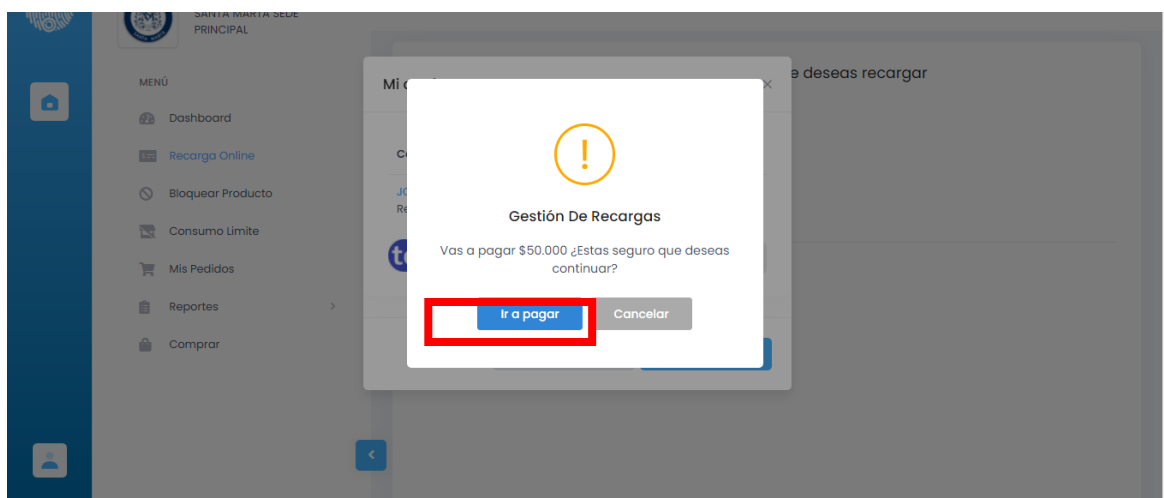 SANTA MARTA SEDE
PRINCIPAL
MENÚ
Dashboard
Recarga Online
Bloquear Producto
Consumo Limite
Mis Pedidos
Reportes
Comprar
e deseas recargar
Mi
Gestión De Recargas
Vas a pagar $50.000 ¿Estas seguro que deseas
continuar?
Ir a pagar
Cancelar